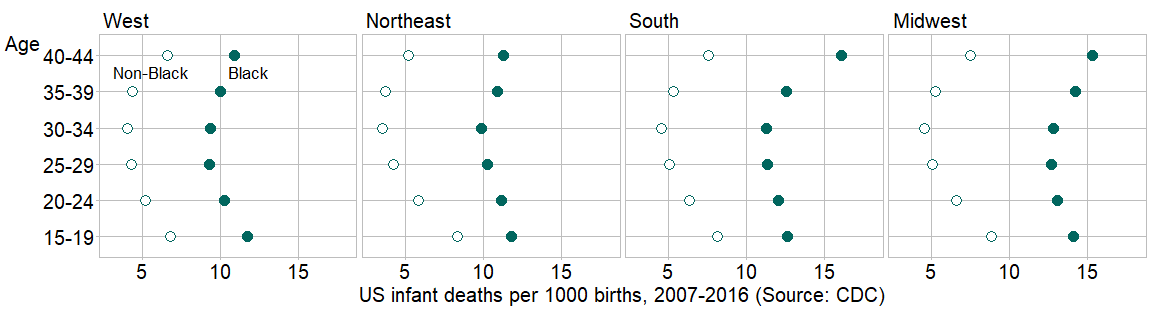 West Northeast South Midwest
Age
40-44
Non-Black Black
35-39
30-34
25-29
20-24
15-19
5 10 15 5 10 15 5 10 15 5 10 15
US infant deaths per 1000 births, 2007-2016 (Source: CDC)